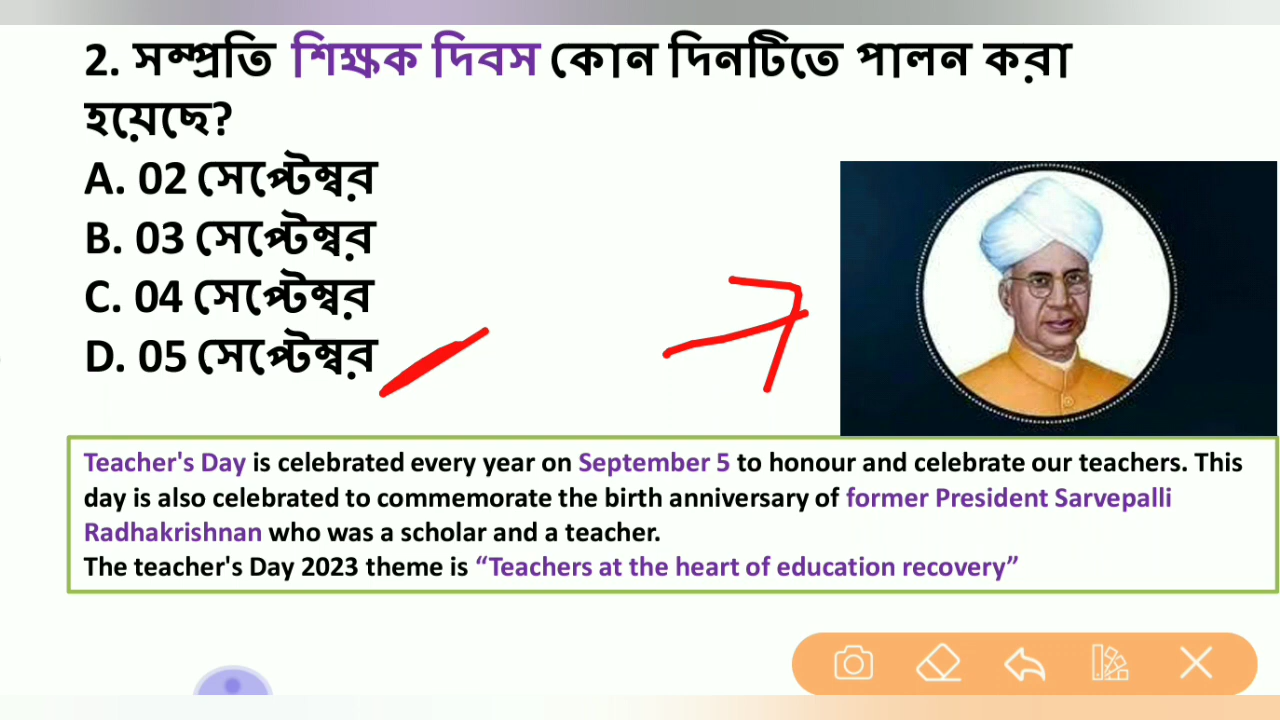 2. সম্প্রতি শিক্ষক দিবস কোন দিনটিতে পালন করা
হয়েছে?
A. 02 সেপ্টেম্বর
B. 03 সেপ্টেম্বর
C. 04 সেপ্টেম্বর
D. 05 সেপ্টেম্বর
Teacher's Day is celebrated every year on September 5 to honour and celebrate our teachers. This
day is also celebrated to commemorate the birth anniversary of former President Sarvepalli
Radhakrishnan who was a scholar and a teacher.
The teacher's Day 2023 theme is “Teachers at the heart of education recovery”